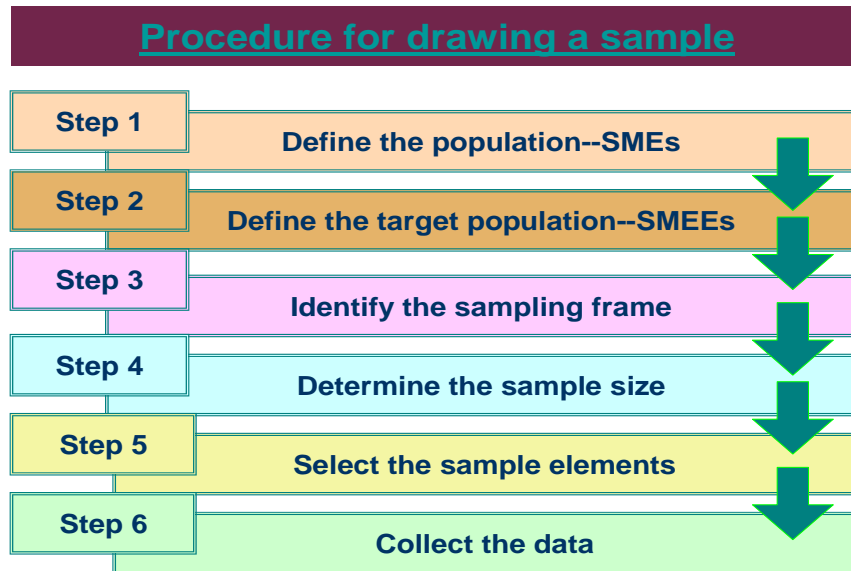 Procedure for drawing a sample
Step 1
Define the population--SMEs
Step 2
Define the target population--SMEEs
Step 3
Identify the sampling frame
Step 4
Determine the sample size
Step 5
Select the sample elements
Step 6
Collect the data